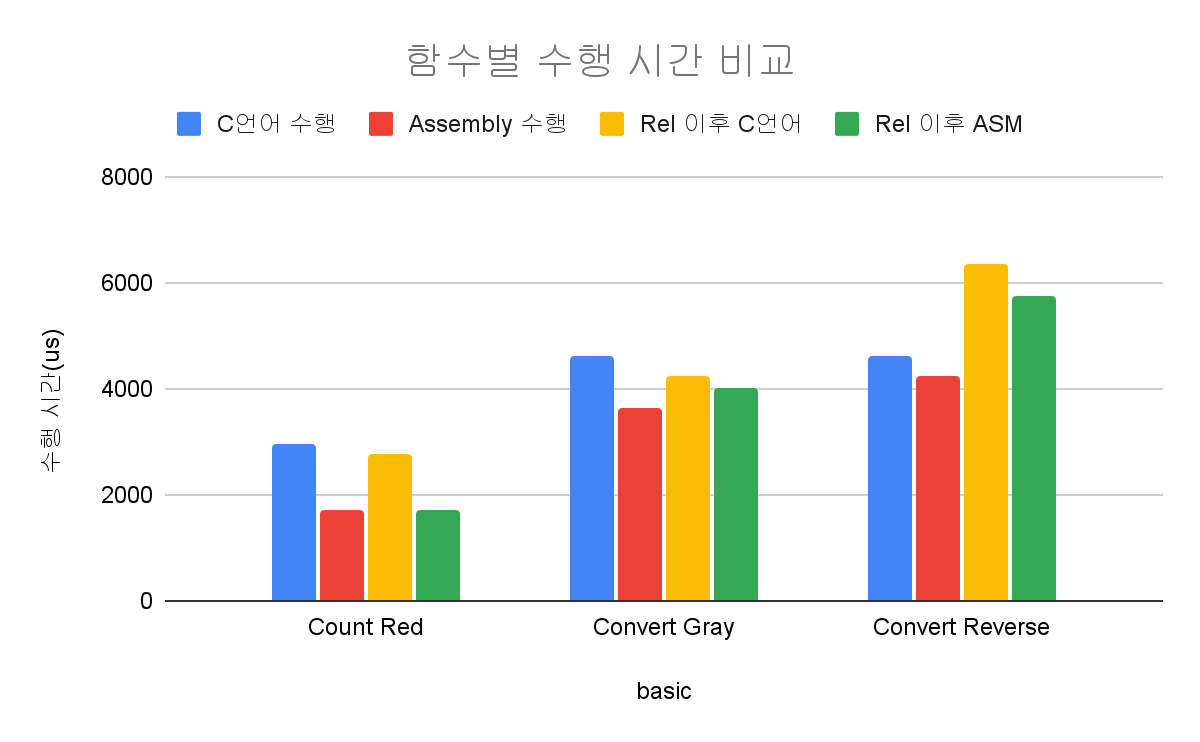 함수별 수행 시간 비교
C언어 수행 Assembly 수행 Rel 이후 C언어 Rel 이후 ASM
8000
6000
4000
2000
0
수행 시간(us)
Count Red Convert Gray Convert Reverse
basic